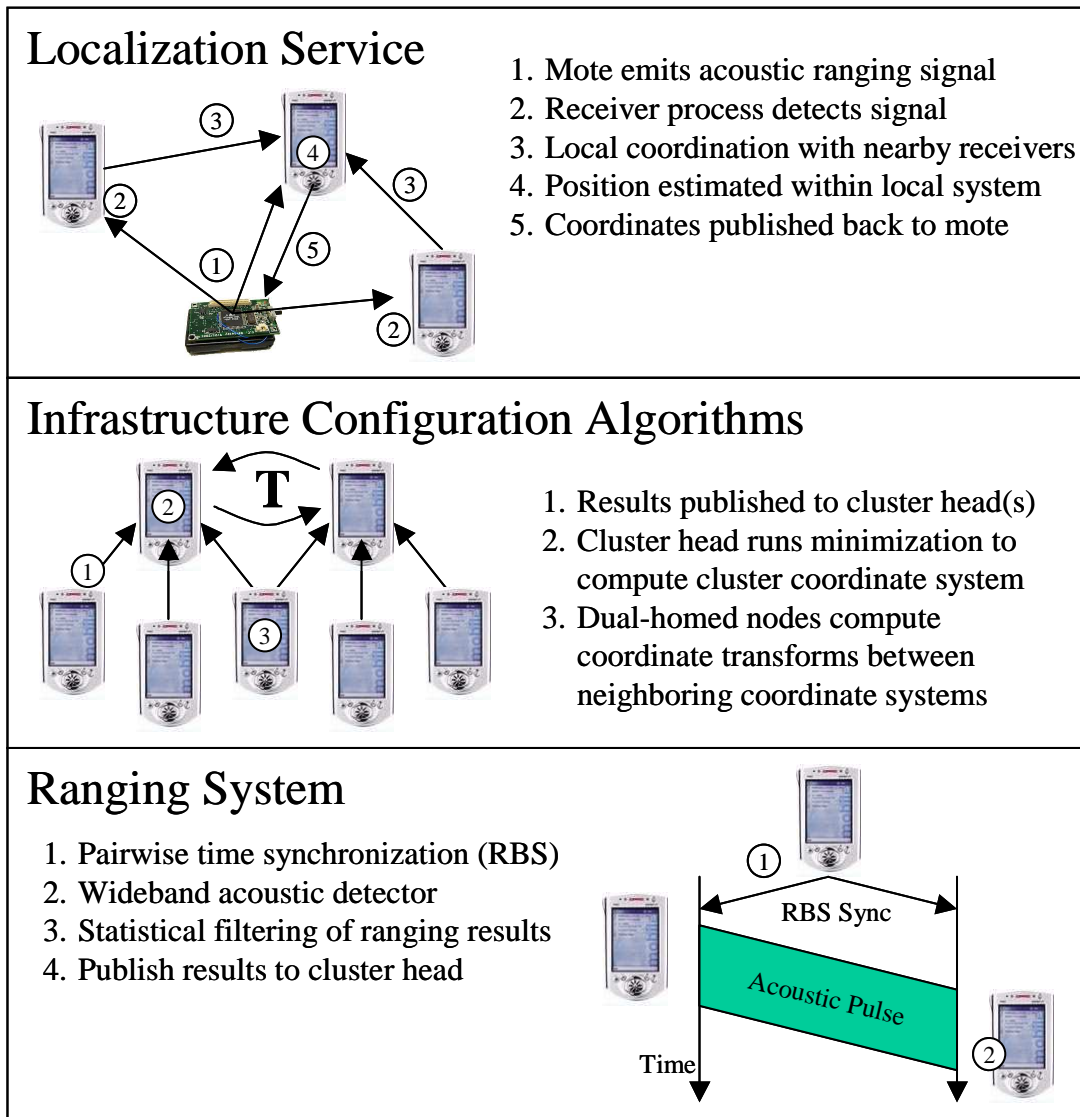 Localization Service
1. Mote emits acoustic ranging signal
2. Receiver process detects signal
3. Local coordination with nearby receivers
4. Position estimated within local system
5. Coordinates published back to mote
3
4
3
2
1
5
2
Infrastructure Configuration Algorithms
T
2
1
3
1. Results published to cluster head(s)
2. Cluster head runs minimization to
compute cluster coordinate system
3. Dual-homed nodes compute
coordinate transforms between
neighboring coordinate systems
Ranging System
1. Pairwise time synchronization (RBS)
2. Wideband acoustic detector
3. Statistical filtering of ranging results
4. Publish results to cluster head
1
RBS Sync
Acoustic Pulse
2
Time